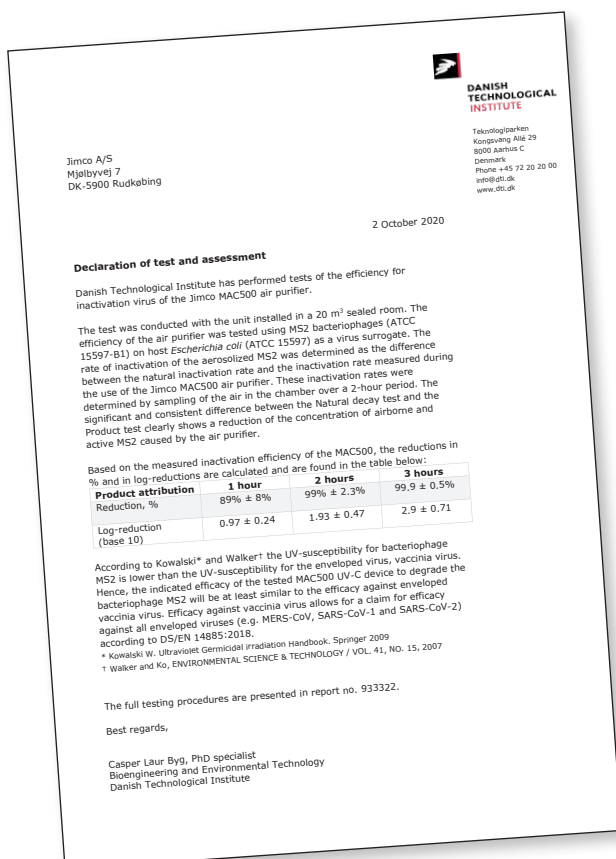 DANISH
TECHNOLOGICAL
INSTITUTE
Teknologiparken
Kongsvang Allé 29
8000 Aarhus C
Denmark
Phone +45 72 20 20 00
info@dti.dk
www.dti.dk
Jimco A/S
Mjølbyvej 7
DK-5900 Rudkøbing
2 October 2020
Declaration of test and assessment
Danish Technological Institute has performed tests of the efficiency for
inactivation virus of the Jimco MAC500 air purifier.
The test was conducted with the unit installed in a 20 m³ sealed room. The
efficiency of the air purifier was tested using MS2 bacteriophages (ATCC
15597-B1) on host Escherichia coli (ATCC 15597) as a virus surrogate. The
rate of inactivation of the aerosolized MS2 was determined as the difference
between the natural inactivation rate and the inactivation rate measured during
the use of the Jimco MAC500 air purifier. These inactivation rates were
determined by sampling of the air in the chamber over a 2-hour period. The
significant and consistent difference between the Natural decay test and the
Product test clearly shows a reduction of the concentration of airborne and
active MS2 caused by the air purifier.
Based on the measured inactivation efficiency of the MAC500, the reductions in
% and in log-reductions are calculated and are found in the table below:
Product attribution 1 hour 2 hours 3 hours
Reduction, % 89% ± 8% 99% ± 2.3% 99.9 ± 0.5%
Log-reduction
(base 10) 0.97 ± 0.24 1.93 ± 0.47 2.9 ± 0.71
According to Kowalski* and Walker† the UV-susceptibility for bacteriophage
MS2 is lower than the UV-susceptibility for the enveloped virus, vaccinia virus.
Hence, the indicated efficacy of the tested MAC500 UV-C device to degrade the
bacteriophage MS2 will be at least similar to the efficacy against enveloped
vaccinia virus. Efficacy against vaccinia virus allows for a claim for efficacy
against all enveloped viruses (e.g. MERS-CoV, SARS-CoV-1 and SARS-CoV-2)
according to DS/EN 14885:2018.
* Kowalski W. Ultraviolet Germicidal irradiation Handbook. Springer 2009
† Walker and Ko, ENVIRONMENTAL SCIENCE & TECHNOLOGY / VOL. 41, NO. 15, 2007
The full testing procedures are presented in report no. 933322.
Best regards,
Casper Laur Byg, PhD specialist
Bioengineering and Environmental Technology
Danish Technological Institute